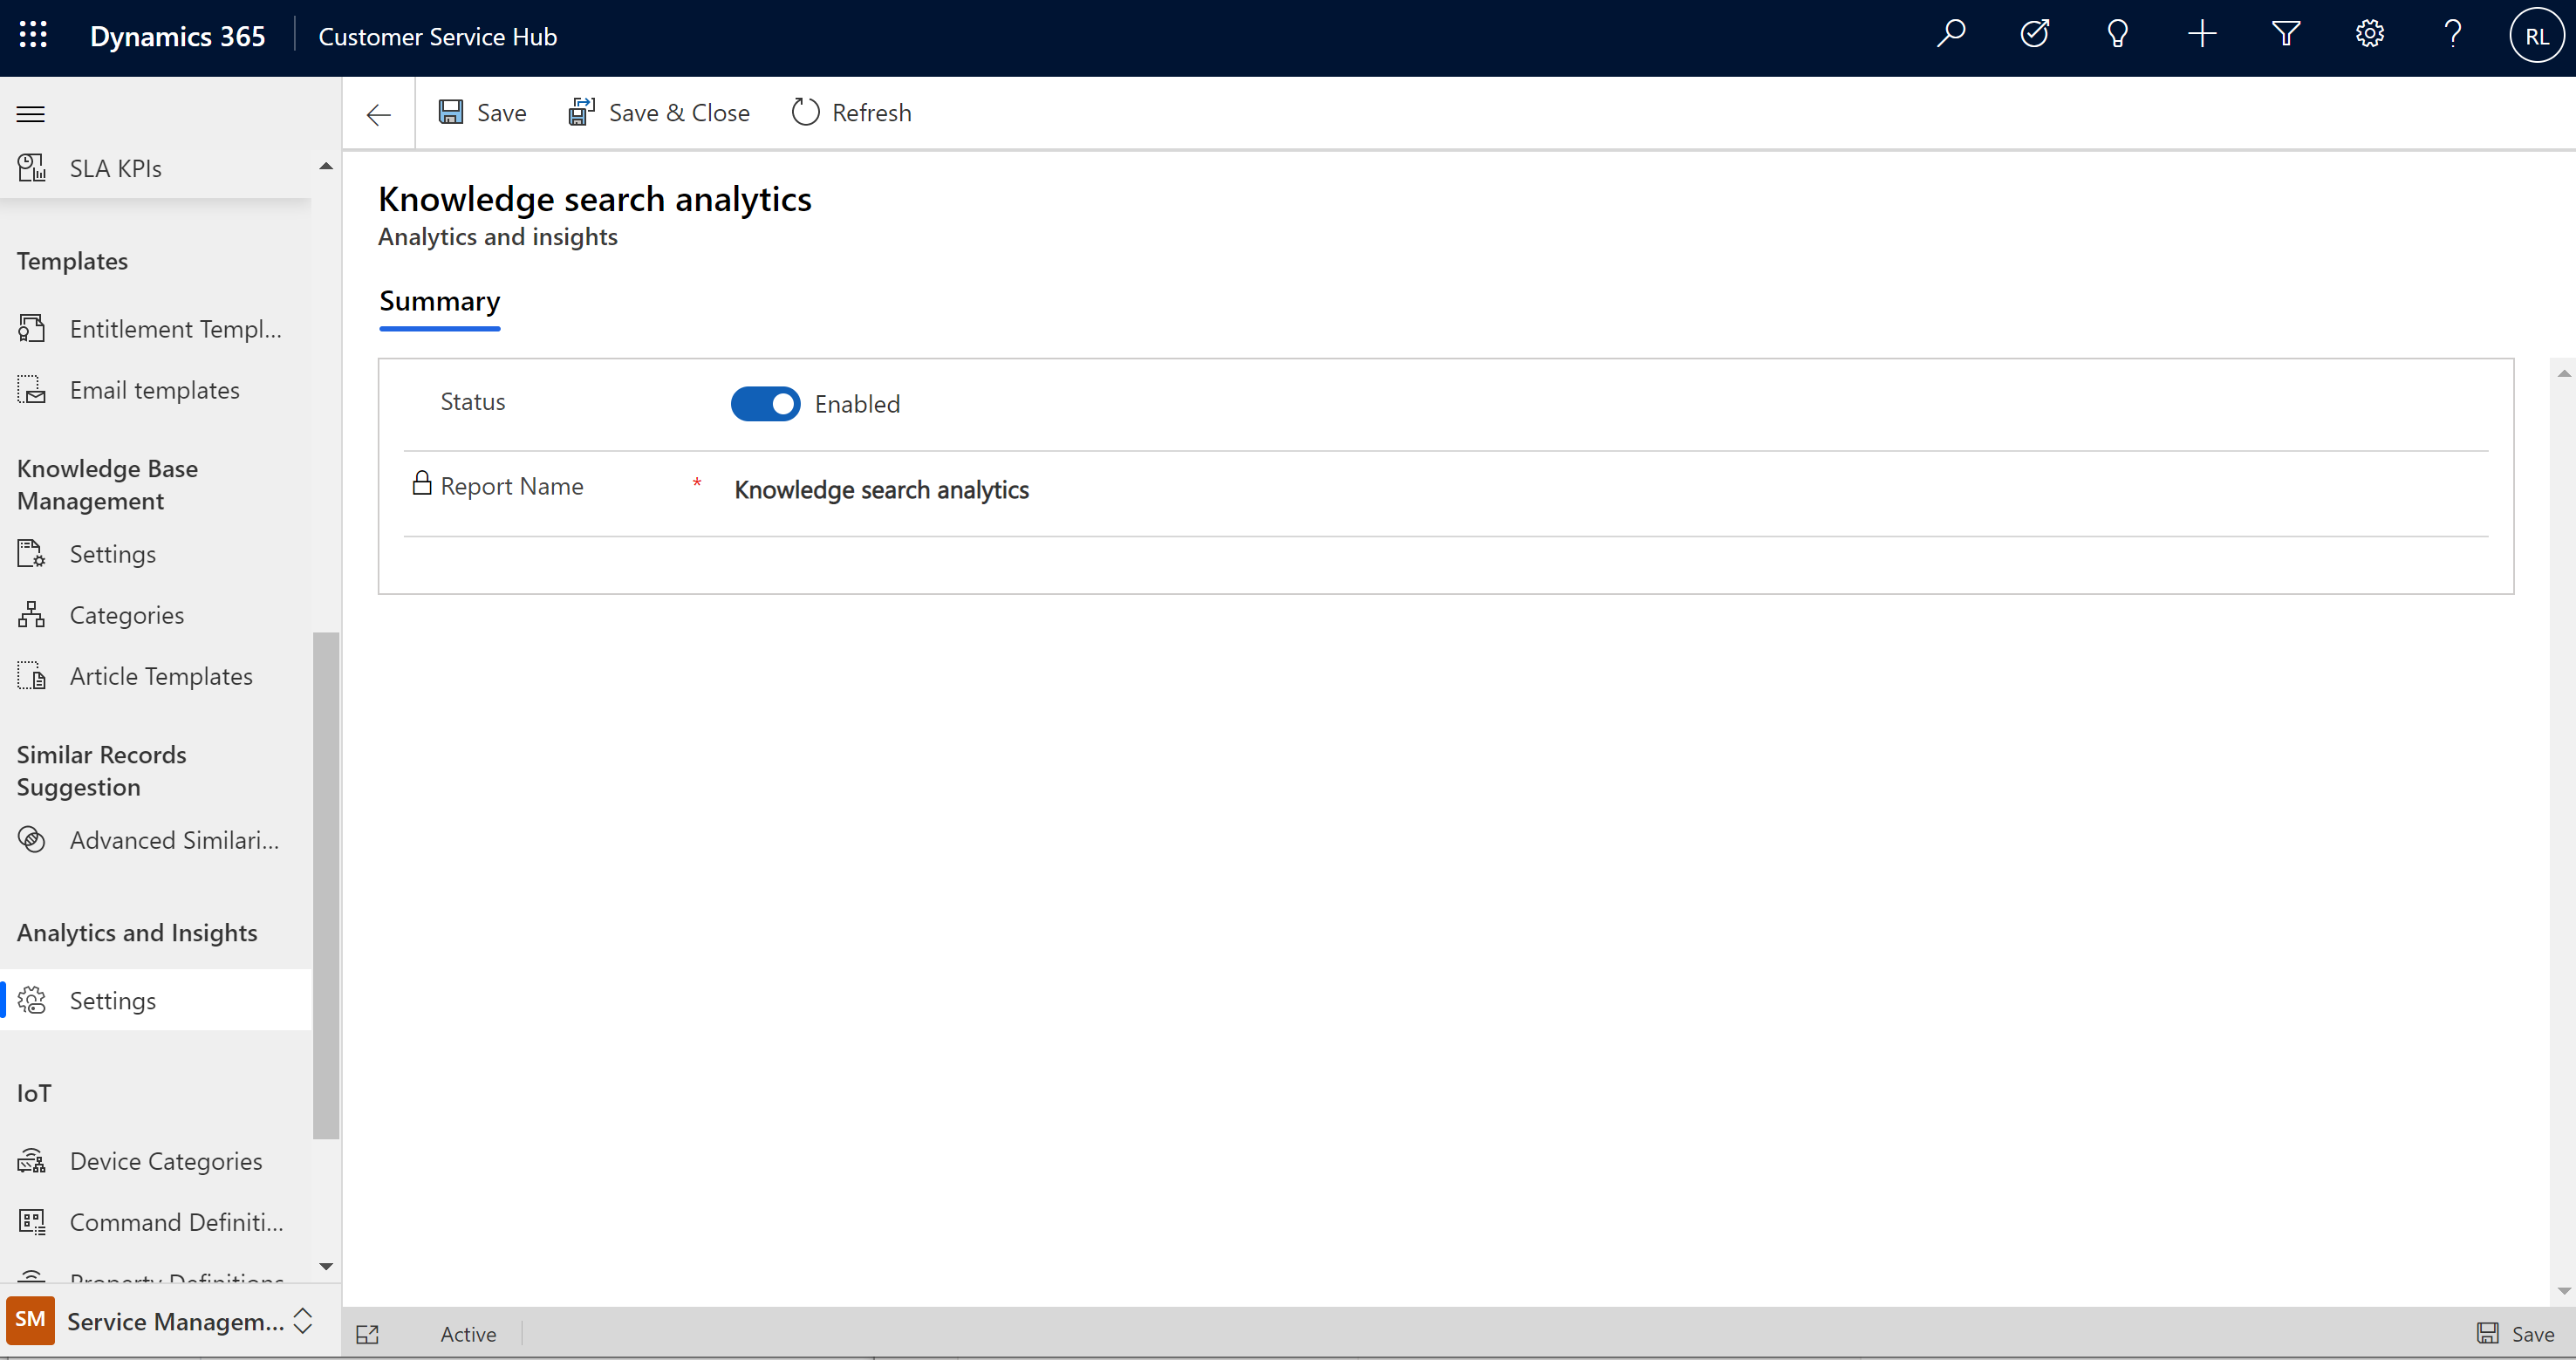 Dynamics 365
Customer Service Hub
RL
Save
Save & Close
Refresh
SLA KPIs
Templates
Entitlement Templ...
Email templates
Knowledge Base
Management
Settings
Categories
Article Templates
Similar Records
Suggestion
Advanced Similari...
Analytics and Insights
Settings
IoT
Device Categories
Command Definiti...
Property Definitions
SM
Service Managem...
Knowledge search analytics
Analytics and insights
Summary
Status
Enabled
Report Name * Knowledge search analytics
Active
Save